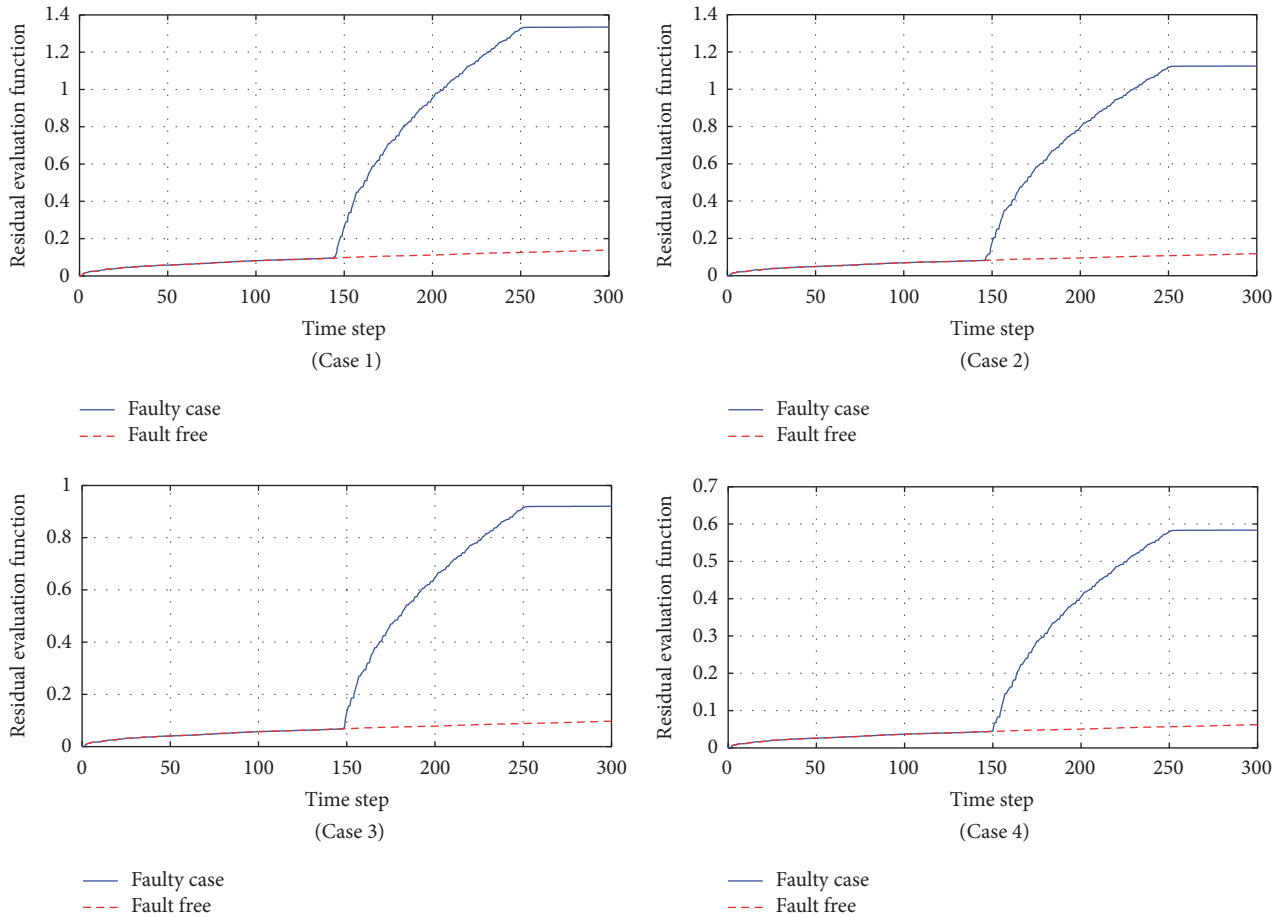 Residual evaluation function
1.4
1.2
1
0.8
0.6
0.4
0.2
0
0 50 100 150 200 250 300
Time step
(Case 1)
Faulty case
Fault free
Residual evaluation function
1.4
1.2
1
0.8
0.6
0.4
0.2
0
0 50 100 150 200 250 300
Time step
(Case 2)
Faulty case
Fault free
Residual evaluation function
1
0.8
0.6
0.4
0.2
0
0 50 100 150 200 250 300
Time step
(Case 3)
Faulty case
Fault free
Residual evaluation function
0.7
0.6
0.5
0.4
0.3
0.2
0.1
0
0 50 100 150 200 250 300
Time step
(Case 4)
Faulty case
Fault free